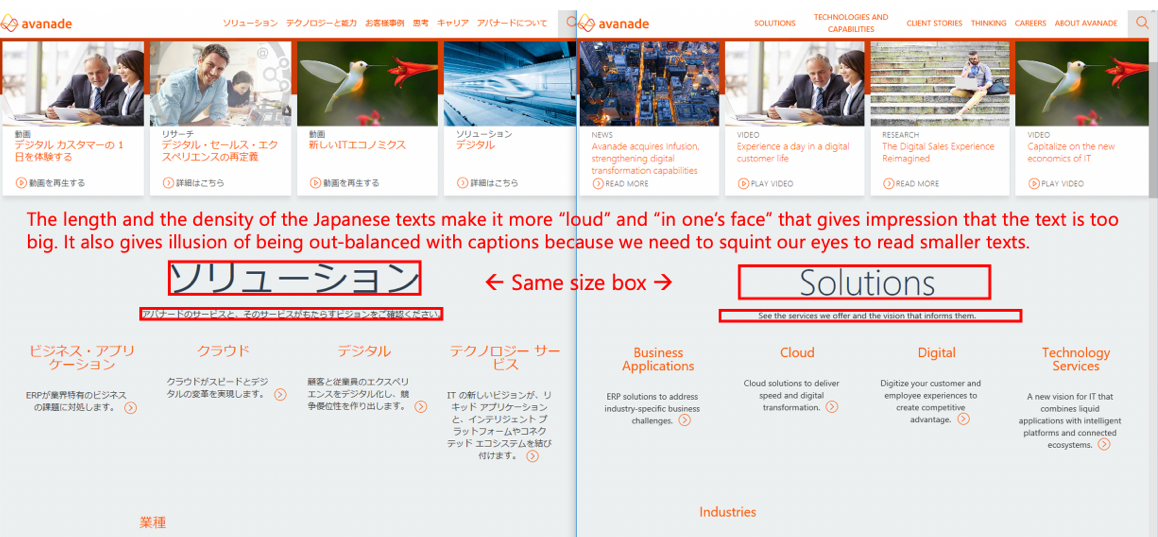 avanade
ソリューション テクノロジーと能力 お客様事例 思考 キャリア アバナードについて
動画
デジタル カスタマーの 1
日を体験する
動画を再生する
リサーチ
デジタル・セールス・エク
スペリエンスの再定義
詳細はこちら
動画
新しいITエコノミクス
動画を再生する
ソリューション
デジタル
詳細はこちら
avanade
SOLUTIONS
TECHNOLOGIES AND
CAPABILITIES
CLIENT STORIES
THINKING
CAREERS
ABOUT AVANADE
NEWS
Avanade acquires Infusion,
strengthening digital
transformation capabilities
READ MORE
VIDEO
Experience a day in a digital
customer life
PLAY VIDEO
RESEARCH
The Digital Sales Experience
Reimagined
READ MORE
VIDEO
Capitalize on the new
economics of IT
PLAY VIDEO
The length and the density of the Japanese texts make it more “loud” and “in one’s face” that gives impression that the text is too
big. It also gives illusion of being out-balanced with captions because we need to squint our eyes to read smaller texts.
ソリューション
← Same size box →
Solutions
アバナードのサービスと、そのサービスがもたらすビジョンをご確認ください。
See the services we offer and the vision that informs them.
ビジネス・アプリ
ケーション
ERPが業界特有のビジネス
の課題に対処します。
クラウド
クラウドがスピードとデジ
タルの変革を実現します。
デジタル
顧客と従業員のエクスペリ
エンスをデジタル化し、競
争優位性を作り出します。
テクノロジー サー
ビス
IT の新しいビジョンが、リ
キッド アプリケーション
と、インテリジェント プ
ラットフォームやコネク
テッド エコシステムを結び
付けます。
Business
Applications
ERP solutions to address
industry-specific business
challenges.
Cloud
Cloud solutions to deliver
speed and digital
transformation.
Digital
Digitize your customer and
employee experiences to
create competitive
advantage.
Technology
Services
A new vision for IT that
combines liquid
applications with intelligent
platforms and connected
ecosystems.
業種
Industries